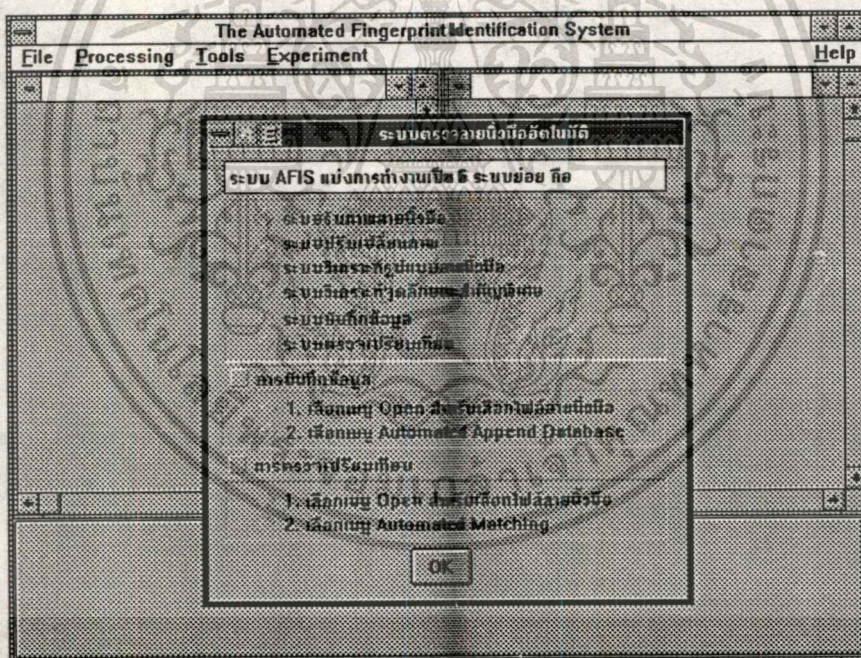 The Automated Fingerprint Identification System
File Processing Tools Experiment Help
ระบบตรวจลายนิ้วมืออัตโนมัติ
ระบบ AFIS แบ่งการทำงานเป็น 6 ระบบย่อย คือ
ระบบรับภาพลายนิ้วมือ
ระบบปรับเปลี่ยนภาพ
ระบบวิเคราะห์รูปแบบลายนิ้วมือ
ระบบวิเคราะห์จุดลักษณะสำคัญพิเศษ
ระบบบันทึกข้อมูล
ระบบตรวจเปรียบเทียบ
การบันทึกข้อมูล
1. เลือกเมนู Open สำหรับเลือกไฟล์ลายนิ้วมือ
2. เลือกเมนู Automated Append Database
การตรวจเปรียบเทียบ
1. เลือกเมนู Open สำหรับเลือกไฟล์ลายนิ้วมือ
2. เลือกเมนู Automated Matching
OK